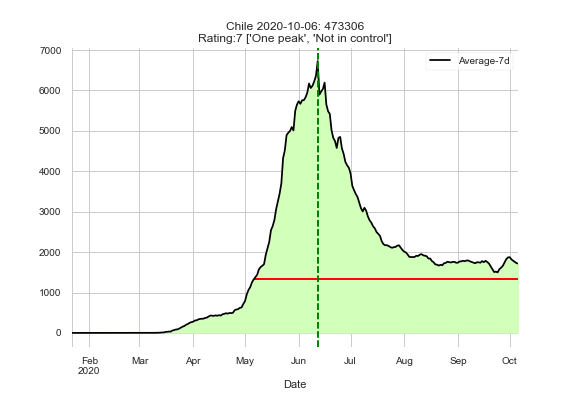 Chile 2020-10-06: 473306
Rating:7 ['One peak', 'Not in control']
Average-7d
7000
6000
5000
4000
3000
2000
1000
0
Feb Mar Apr May Jun Jul Aug Sep Oct
2020
Date